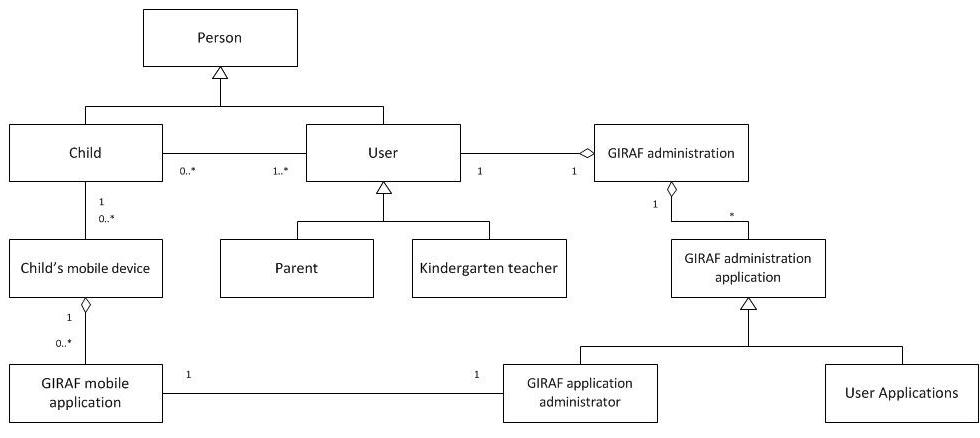 Person
Child
User
GIRAF administration
0..*
1..*
1
1
1
0..*
1
*
Child's mobile device
Parent
Kindergarten teacher
GIRAF administration
application
1
0..*
GIRAF mobile
application
1
1
GIRAF application
administrator
User Applications